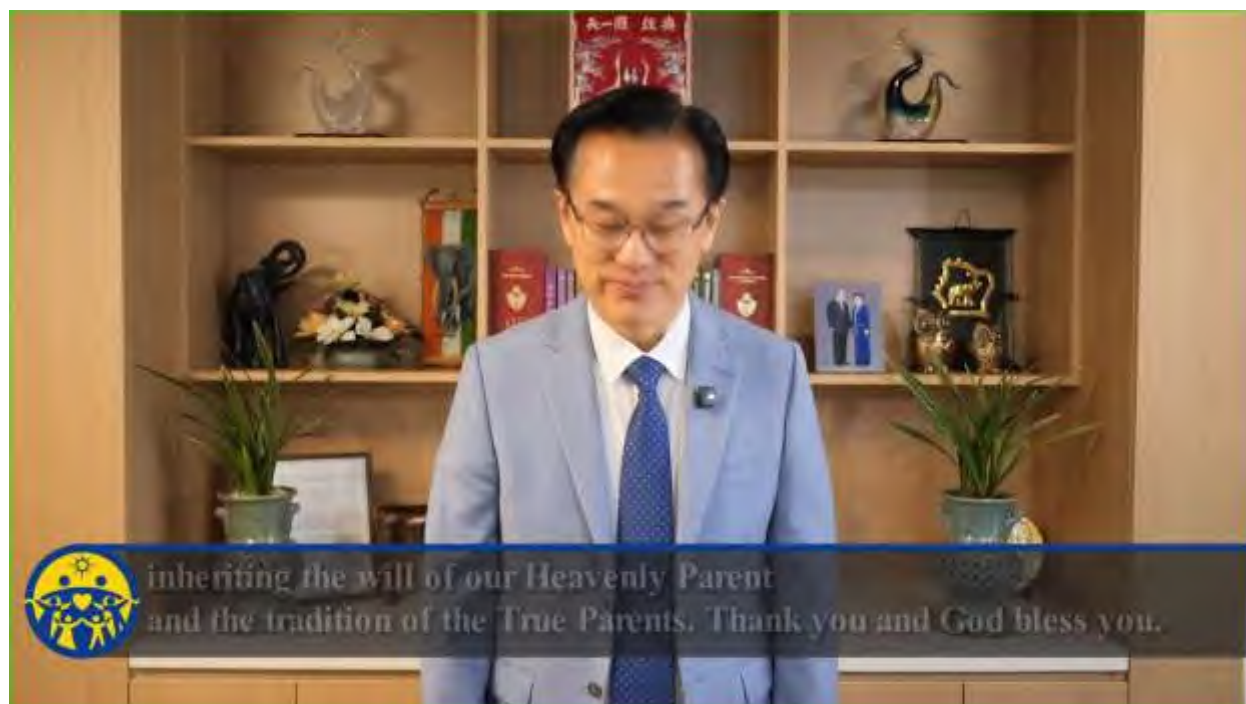 inheriting the will of our Heavenly Parent
and the tradition of the True Parents. Thank you and God bless you.